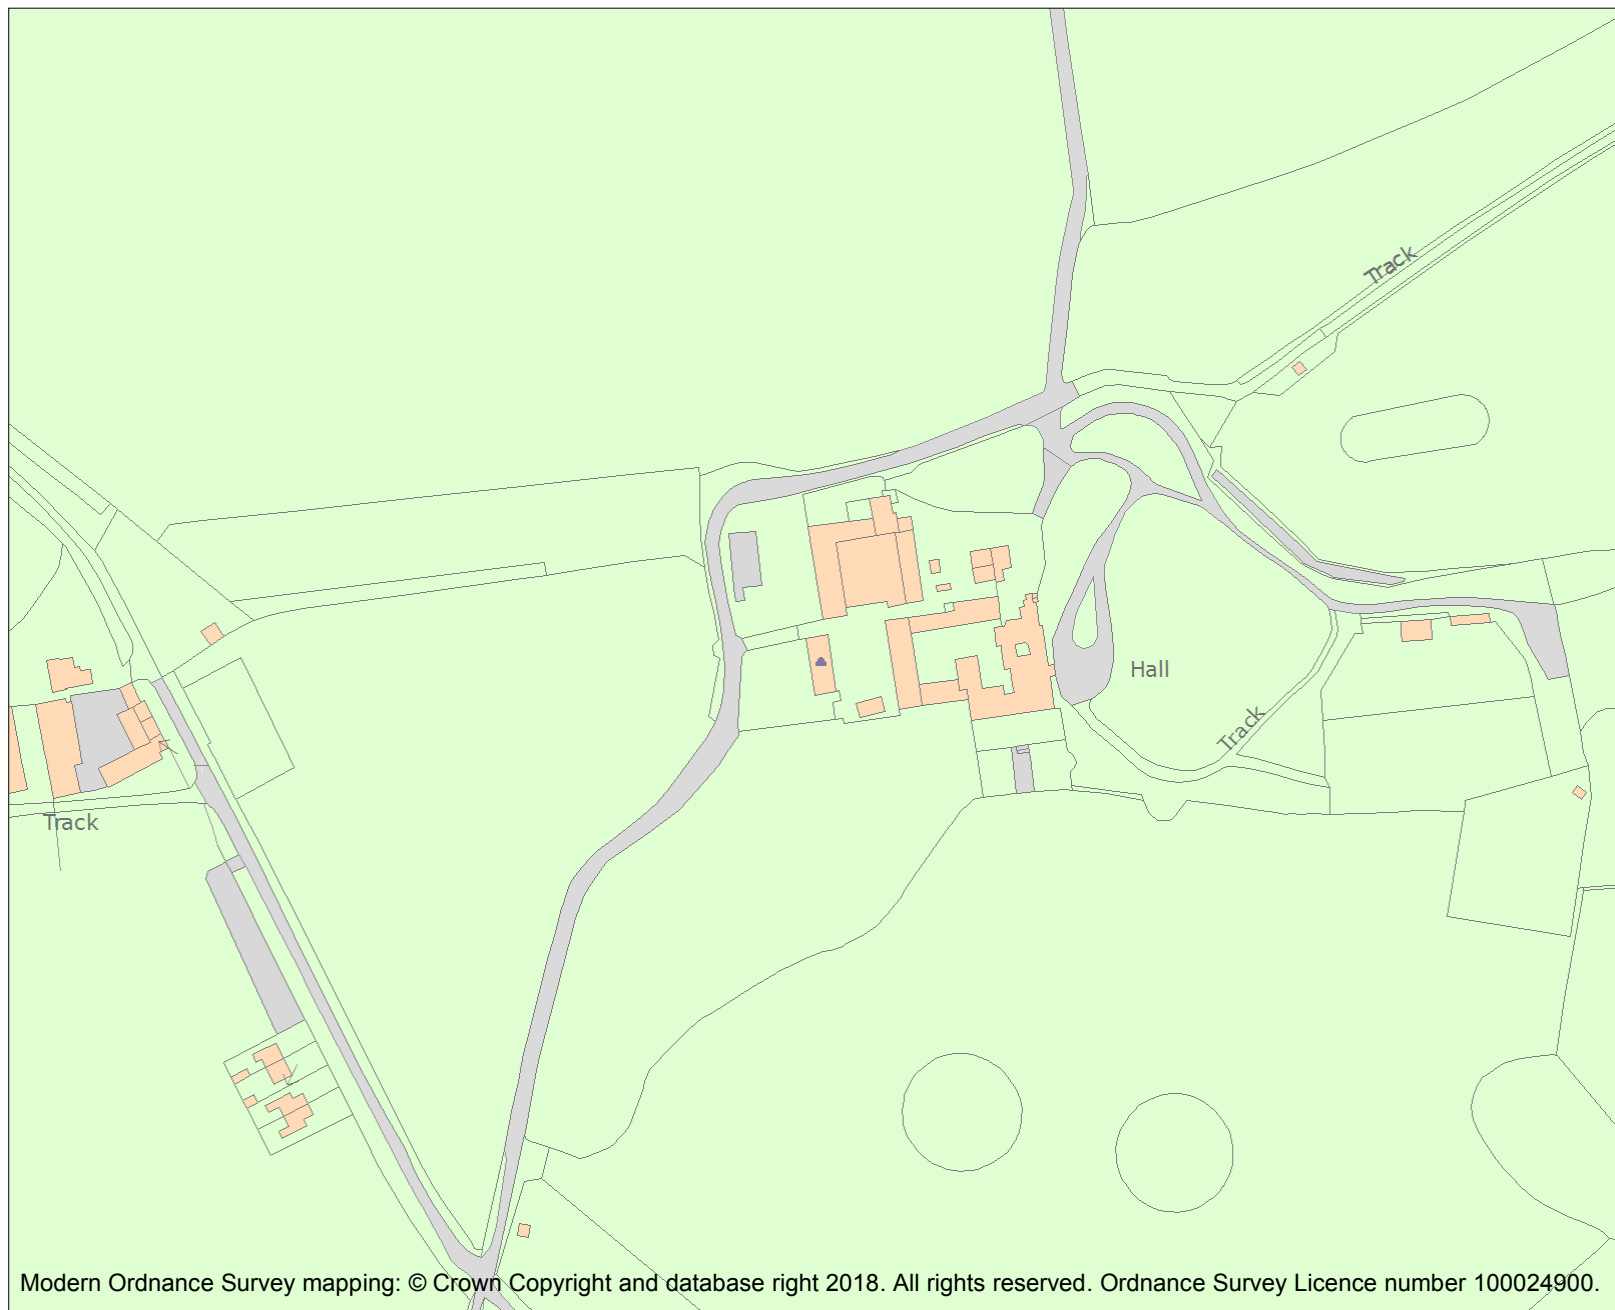 Track
Hall
Track
Track
Modern Ordnance Survey mapping: © Crown Copyright and database right 2018. All rights reserved. Ordnance Survey Licence number 100024900.